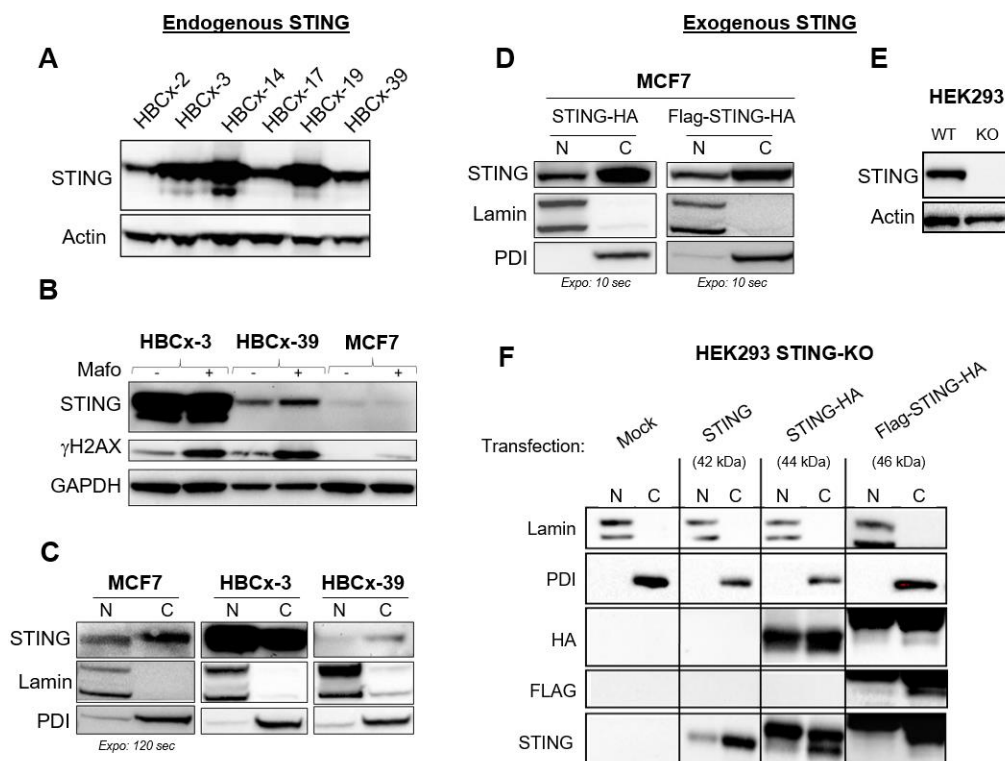 Endogenous STING
A
HBCx-2 HBCx-3 HBCx-14 HBCx-17 HBCx-19 HBCx-39
STING
Actin
B
HBCx-3 HBCx-39 MCF7
Mafo - + - + - +
STING
γH2AX
GAPDH
C
MCF7 HBCx-3 HBCx-39
N C N C N C
STING
Lamin
PDI
Expo: 120 sec
Exogenous STING
D
MCF7
STING-HA Flag-STING-HA
N C N C
STING
Lamin
PDI
Expo: 10 sec Expo: 10 sec
E
HEK293
WT KO
STING
Actin
F
HEK293 STING-KO
Transfection: Mock STING STING-HA Flag-STING-HA
(42 kDa) (44 kDa) (46 kDa)
N C N C N C N C
Lamin
PDI
HA
FLAG
STING